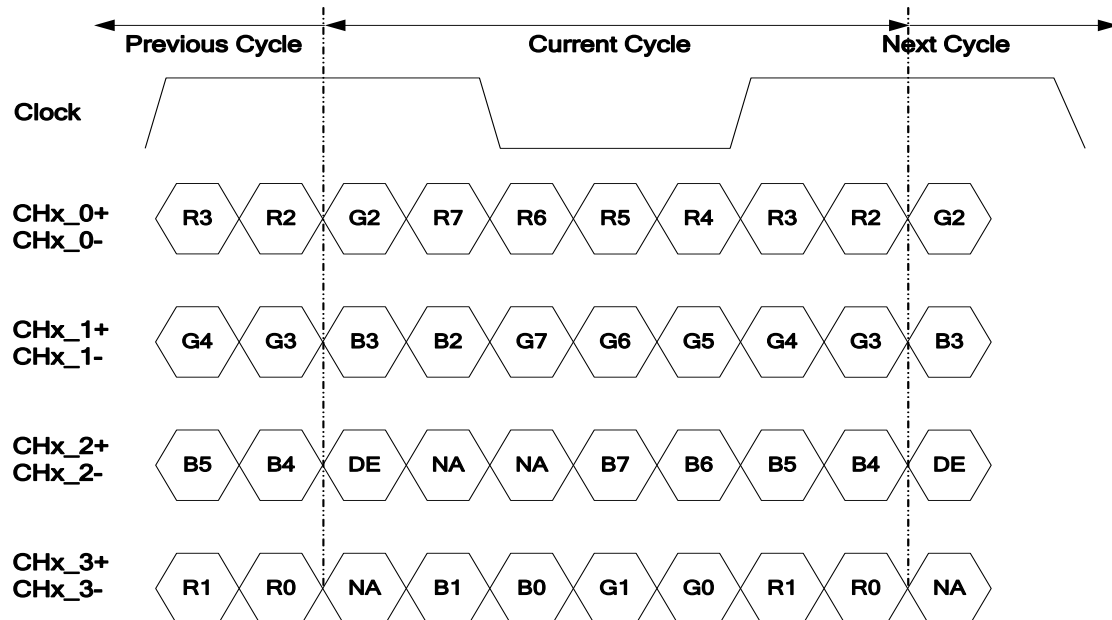 Previous Cycle Current Cycle Next Cycle
Clock
CHx_0+
CHx_0-
R3 R2 G2 R7 R6 R5 R4 R3 R2 G2
CHx_1+
CHx_1-
G4 G3 B3 B2 G7 G6 G5 G4 G3 B3
CHx_2+
CHx_2-
B5 B4 DE NA NA B7 B6 B5 B4 DE
CHx_3+
CHx_3-
R1 R0 NA B1 B0 G1 G0 R1 R0 NA